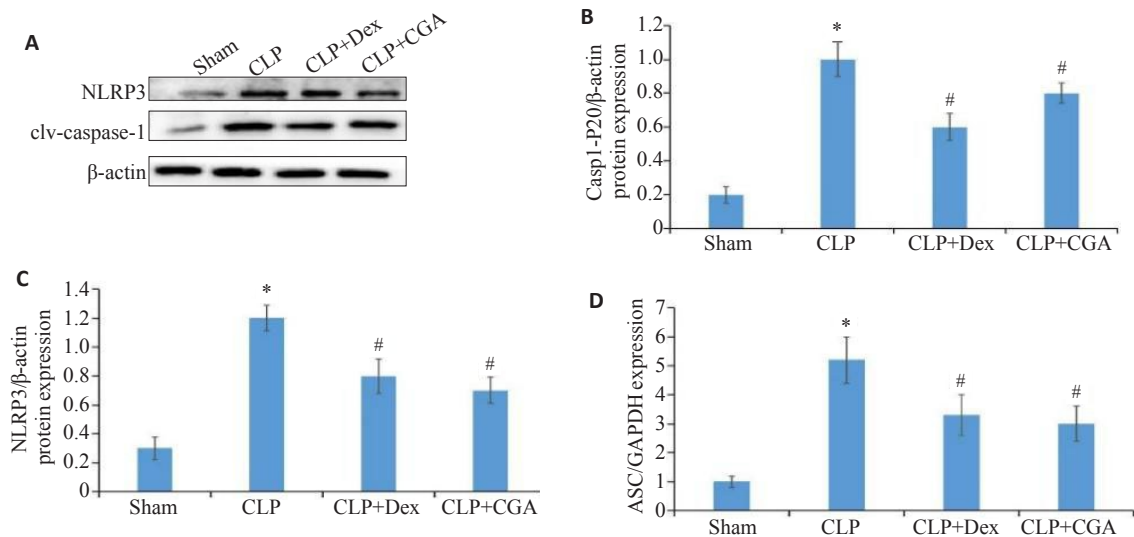 A
Sham CLP CLP+Dex CLP+CGA
NLRP3
clv-caspase-1
β-actin
B
Casp1-P20/β-actin
protein expression
1.2
1.0
0.8
0.6
0.4
0.2
0
*
#
#
Sham CLP CLP+Dex CLP+CGA
C
NLRP3/β-actin
protein expression
1.4
1.2
1.0
0.8
0.6
0.4
0.2
0
*
#
#
Sham CLP CLP+Dex CLP+CGA
D
ASC/GAPDH expression
7
6
5
4
3
2
1
0
*
#
#
Sham CLP CLP+Dex CLP+CGA